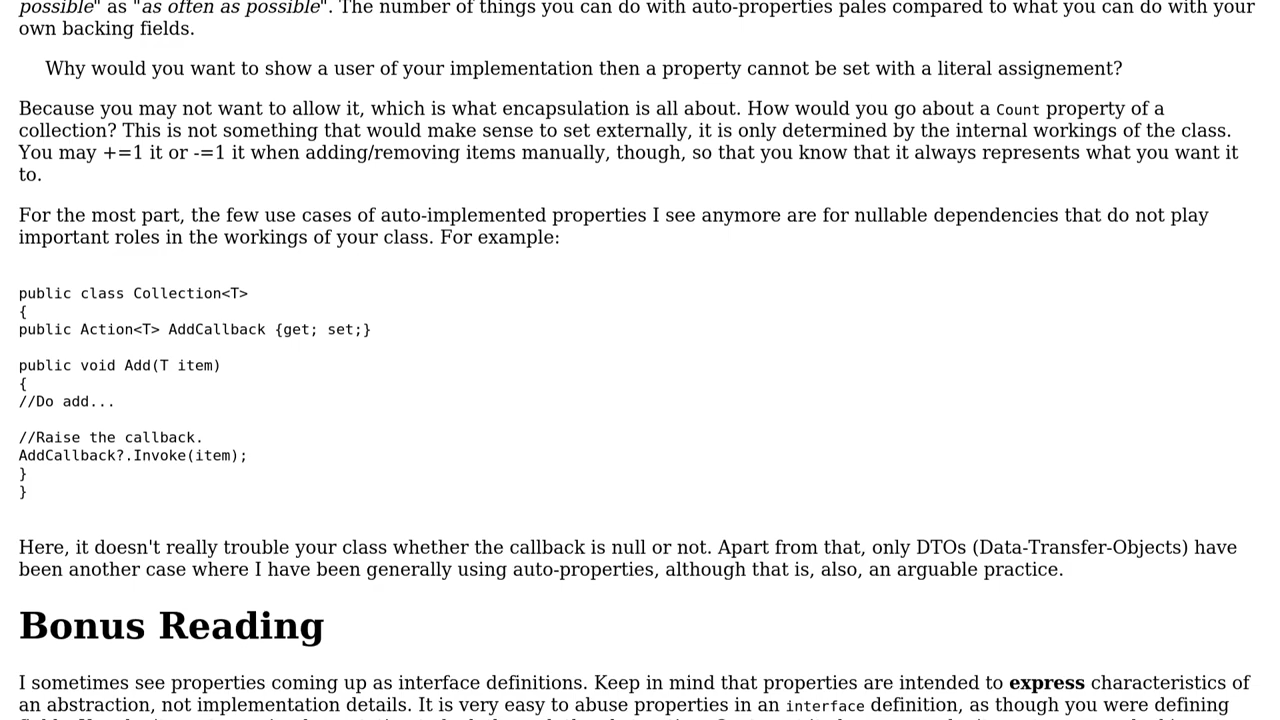 possible" as "as often as possible". The number of things you can do with auto-properties pales compared to what you can do with your
own backing fields.
Why would you want to show a user of your implementation then a property cannot be set with a literal assignement?
Because you may not want to allow it, which is what encapsulation is all about. How would you go about a Count property of a
collection? This is not something that would make sense to set externally, it is only determined by the internal workings of the class.
You may +=1 it or -=1 it when adding/removing items manually, though, so that you know that it always represents what you want it
to.
For the most part, the few use cases of auto-implemented properties I see anymore are for nullable dependencies that do not play
important roles in the workings of your class. For example:
public class Collection<T>
{
public Action<T> AddCallback {get; set;}
public void Add(T item)
{
//Do add...
//Raise the callback.
AddCallback?.Invoke(item);
}
}
Here, it doesn't really trouble your class whether the callback is null or not. Apart from that, only DTOs (Data-Transfer-Objects) have
been another case where I have been generally using auto-properties, although that is, also, an arguable practice.
Bonus Reading
I sometimes see properties coming up as interface definitions. Keep in mind that properties are intended to express characteristics of
an abstraction, not implementation details. It is very easy to abuse properties in an interface definition, as though you were defining